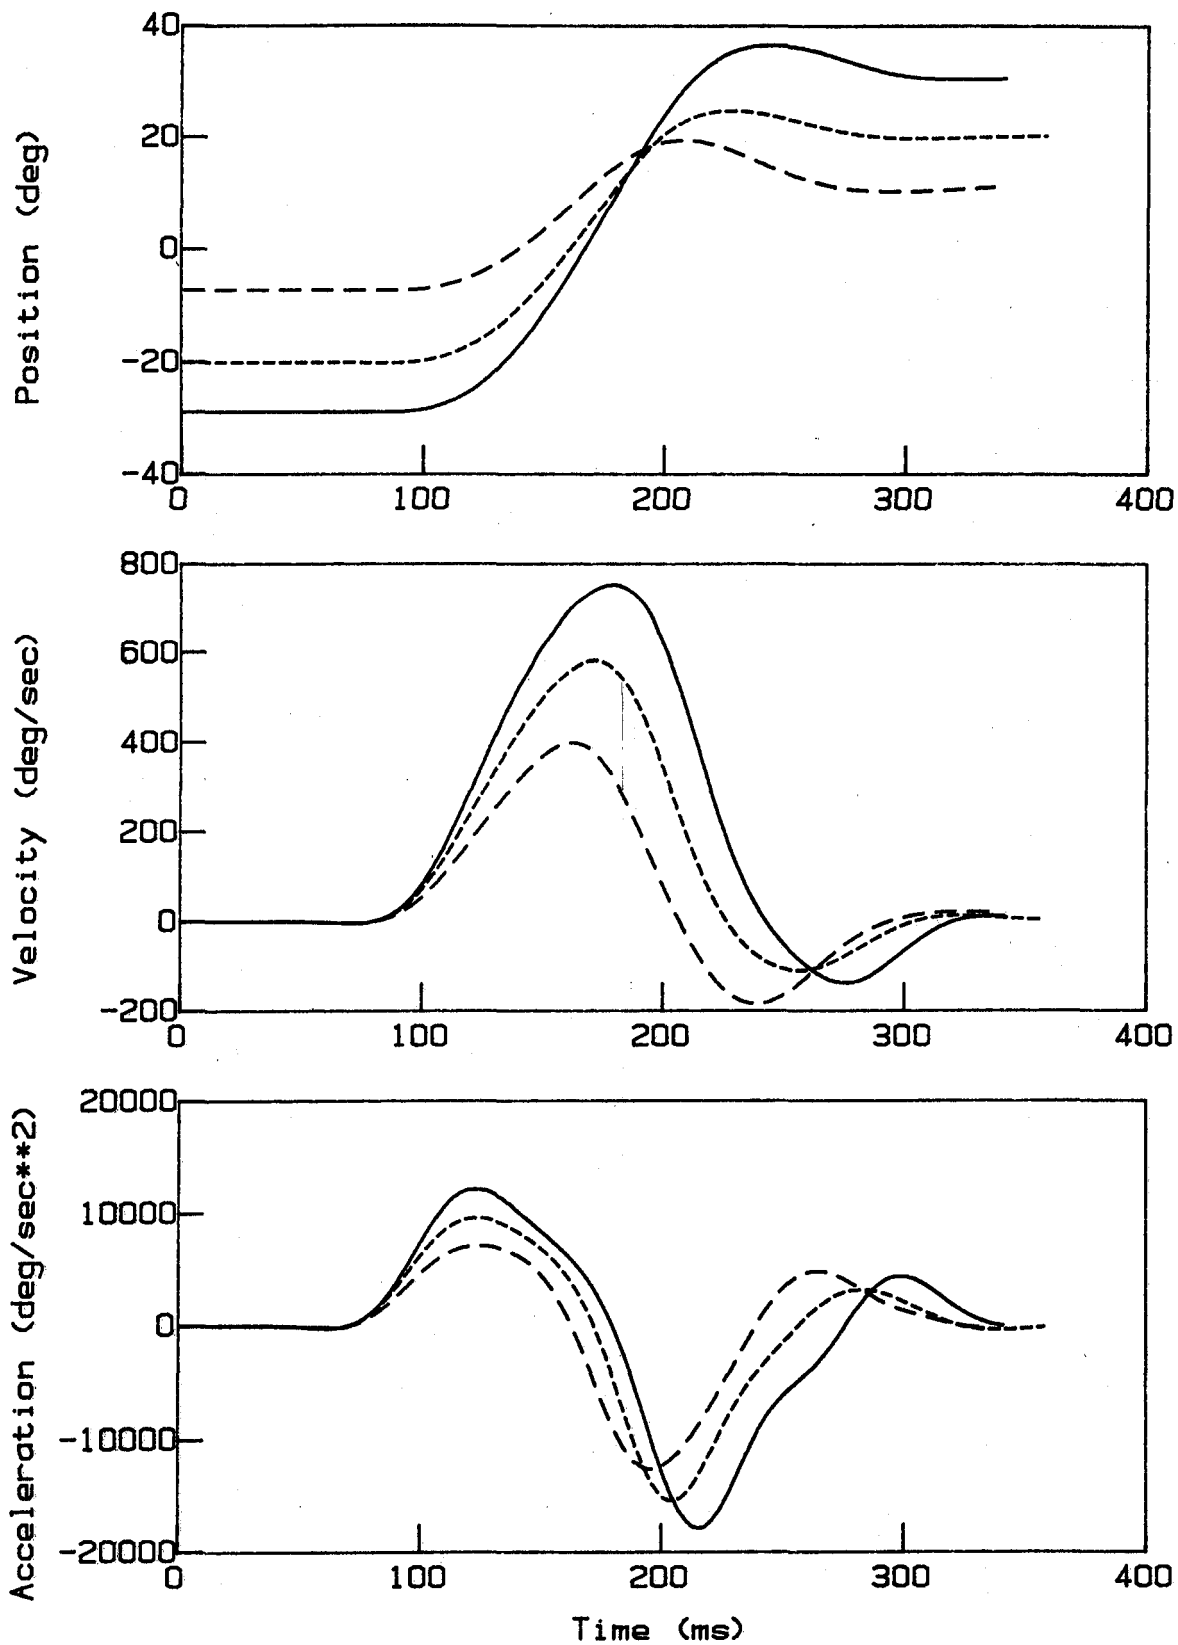 Position (deg)
40
20
0
-20
-40
0 100 200 300 400
Velocity (deg/sec)
800
600
400
200
0
-200
0 100 200 300 400
Acceleration (deg/sec**2)
20000
10000
0
-10000
-20000
0 100 200 300 400
Time (ms)